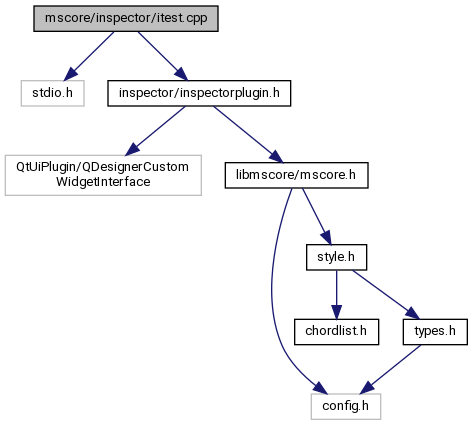 mscore/inspector/itest.cpp
stdio.h
inspector/inspectorplugin.h
QtUiPlugin/QDesignerCustom
WidgetInterface
libmscore/mscore.h
style.h
chordlist.h
types.h
config.h